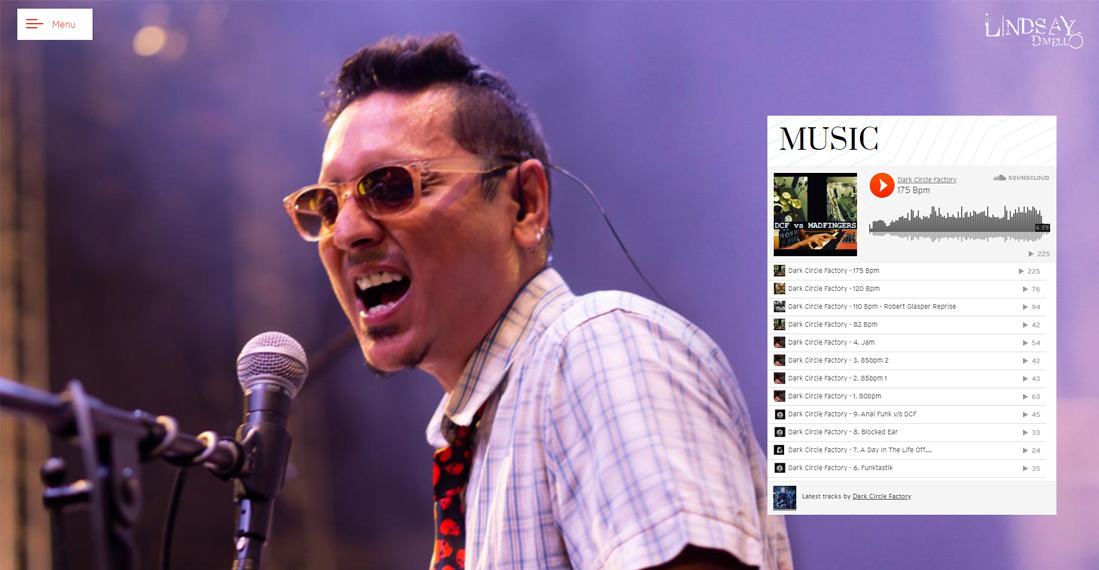 Menu
LINDSAY
DMELLO
MUSIC
Dark Circle Factory
SOUNDCLOUD
175 Bpm
DCF vs MADFINGERS
6:59
225
Dark Circle Factory - 175 Bpm 225
Dark Circle Factory - 120 Bpm 76
Dark Circle Factory - 110 Bpm - Robert Glasper Reprise 94
Dark Circle Factory - 82 Bpm 42
Dark Circle Factory - 4. Jam 54
Dark Circle Factory - 3. 85bpm 2 42
Dark Circle Factory - 2. 85bpm 1 43
Dark Circle Factory - 1. 80bpm 63
Dark Circle Factory - 9. Anal Funk v/s DCF 45
Dark Circle Factory - 8. Blocked Ear 33
Dark Circle Factory - 7. A Day In The Life Off.... 24
Dark Circle Factory - 6. Funktastik 35
Latest tracks by Dark Circle Factory